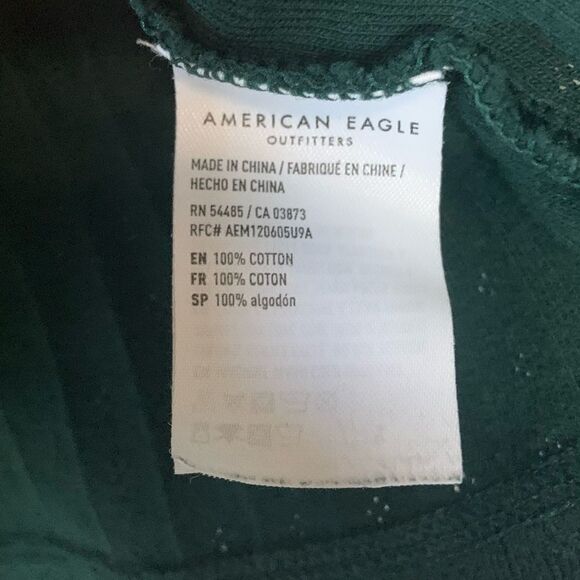 AMERICAN EAGLE
OUTFITTERS
MADE IN CHINA / FABRIQUÉ EN CHINE /
HECHO EN CHINA
RN 54485 / CA 03873
RFC# AEM120605U9A
EN 100% COTTON
FR 100% COTON
SP 100% algodón